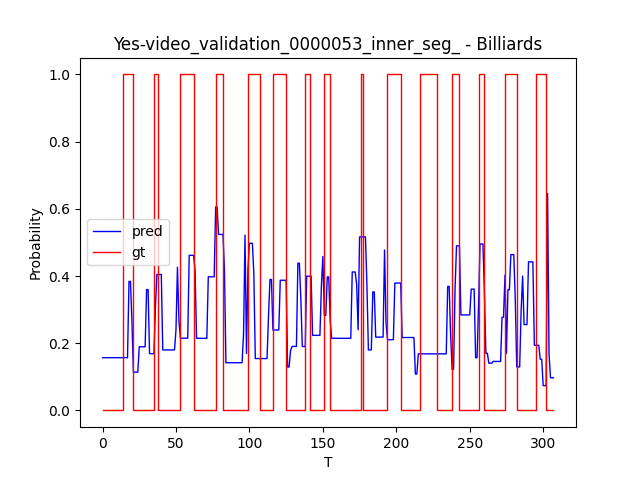 Yes-video_validation_0000053_inner_seg_ - Billiards
1.0
0.8
0.6
0.4
0.2
0.0
Probability
pred
gt
0 50 100 150 200 250 300
T